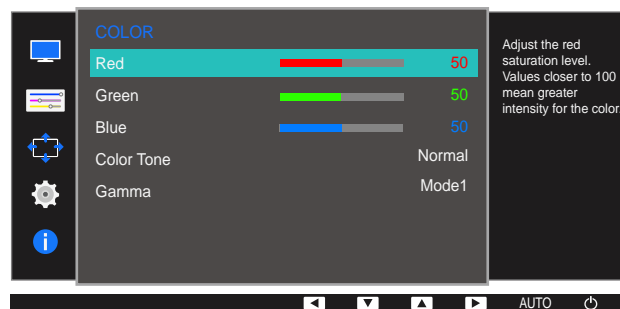 COLOR
Red 50
Green 50
Blue 50
Color Tone Normal
Gamma Mode1
Adjust the red
saturation level.
Values closer to 100
mean greater
intensity for the color
AUTO